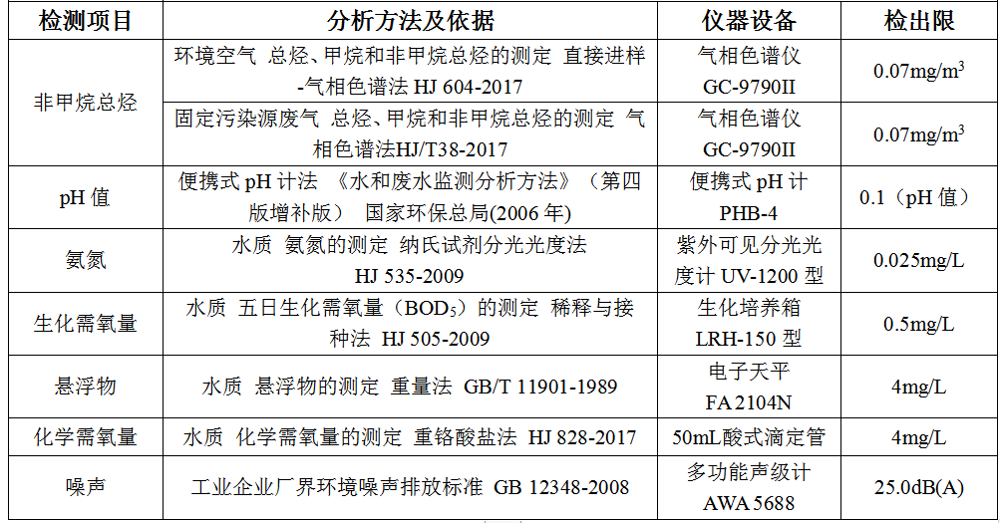 检测项目 分析方法及依据 仪器设备 检出限
非甲烷总烃
环境空气 总烃、甲烷和非甲烷总烃的测定 直接进样
-气相色谱法 HJ 604-2017
气相色谱仪
GC-9790II
0.07mg/m³
固定污染源废气 总烃、甲烷和非甲烷总烃的测定 气
相色谱法HJ/T38-2017
气相色谱仪
GC-9790II
0.07mg/m³
pH 值
便携式 pH 计法 《水和废水监测分析方法》（第四
版增补版） 国家环保总局(2006 年)
便携式 pH 计
PHB-4
0.1（pH 值）
氨氮
水质 氨氮的测定 纳氏试剂分光光度法
HJ 535-2009
紫外可见分光光
度计 UV-1200 型
0.025mg/L
生化需氧量
水质 五日生化需氧量（BOD₅）的测定 稀释与接
种法 HJ 505-2009
生化培养箱
LRH-150 型
0.5mg/L
悬浮物
水质 悬浮物的测定 重量法 GB/T 11901-1989
电子天平
FA 2104N
4mg/L
化学需氧量 水质 化学需氧量的测定 重铬酸盐法 HJ 828-2017 50mL酸式滴定管 4mg/L
噪声
工业企业厂界环境噪声排放标准 GB 12348-2008
多功能声级计
AWA 5688
25.0dB(A)